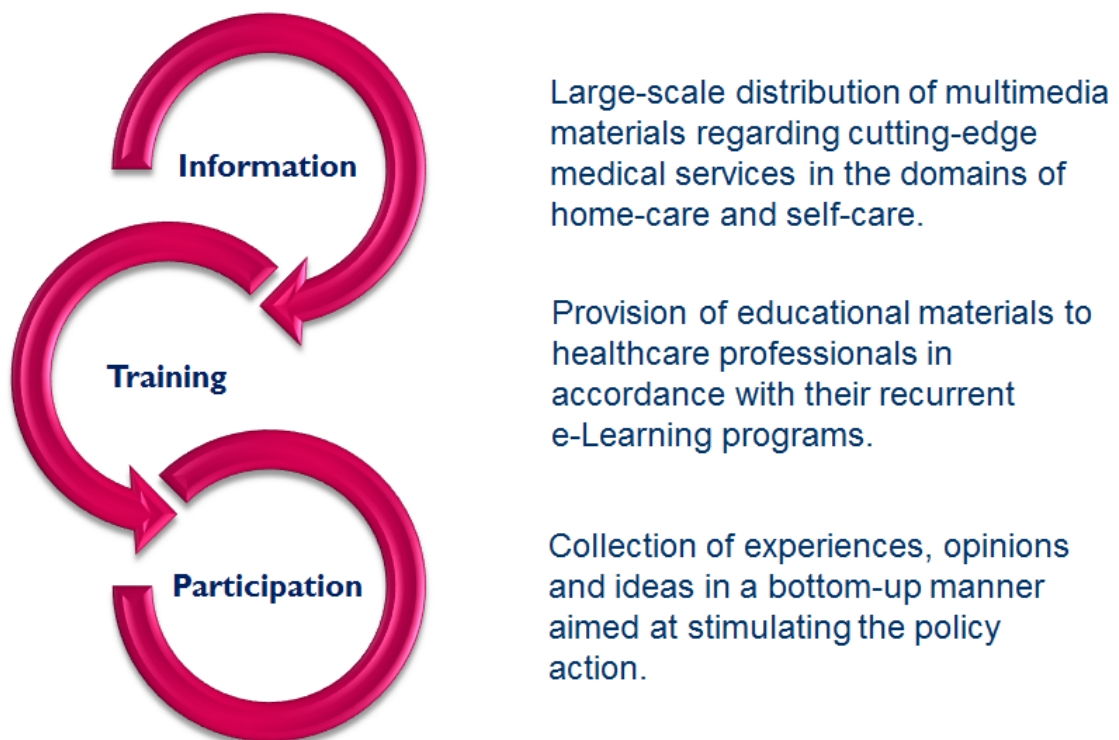 Information
Large-scale distribution of multimedia
materials regarding cutting-edge
medical services in the domains of
home-care and self-care.
Training
Provision of educational materials to
healthcare professionals in
accordance with their recurrent
e-Learning programs.
Participation
Collection of experiences, opinions
and ideas in a bottom-up manner
aimed at stimulating the policy
action.